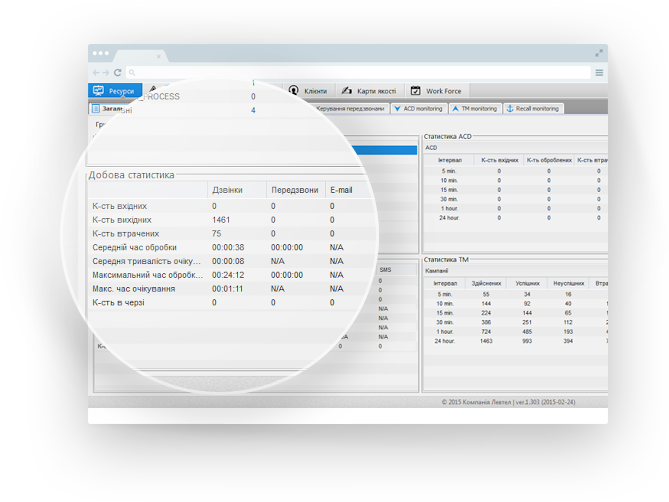 Ресурси Клієнти Карти якості Work Force
Загал Керування передзвонами ACD monitoring TM monitoring Recall monitoring
_PROCESS 0
4
Добова статистика
Дзвінки Передзвони E-mail
К-сть вхідних 0 0 0
К-сть вихідних 1461 0 0
К-сть втрачених 75 0 0
Середній час обробки 00:00:38 00:00:00 N/A
Середня тривалість очіку... 00:00:08 N/A N/A
Максимальний час обробк... 00:24:12 00:00:00 N/A
Макс. час очікування 00:01:11 N/A N/A
К-сть в черзі 0 0 0
SMS
0
0
0
N/A
N/A
N/A
N/A
0 0
Статистика ACD
ACD
Інтервал К-сть вхідних К-ть оброблених К-сть втрач
5 min. 0 0 0
10 min. 0 0 0
15 min. 0 0 0
30 min. 0 0 0
1 hour. 0 0 0
24 hour. 0 0 0
Статистика TM
Кампанії
Інтервал Здійснених Успішних Неуспішних Втра
5 min. 55 34 16
10 min. 144 92 40
15 min. 224 144 65
30 min. 386 251 112
1 hour. 724 485 193
24 hour. 1463 993 394
© 2015 Компанія Левтел | ver.1.303 (2015-02-24)